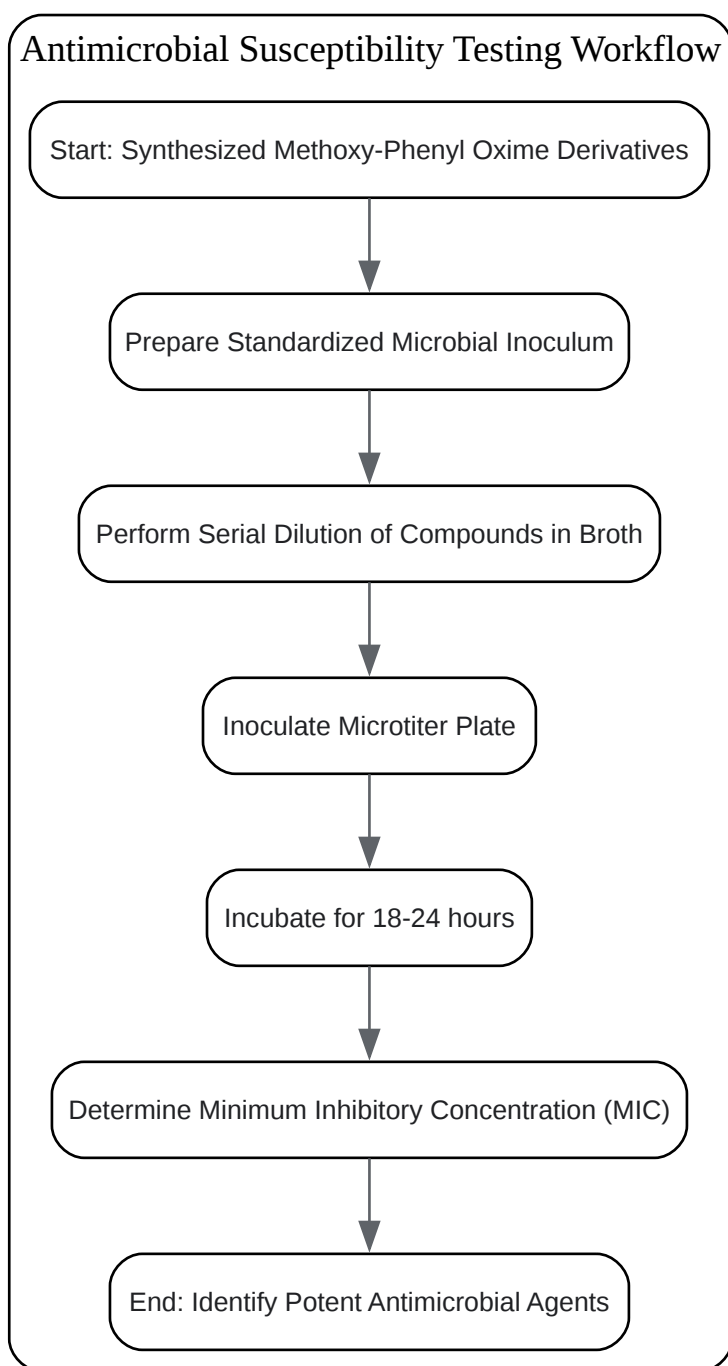 Antimicrobial Susceptibility Testing Workflow
Start: Synthesized Methoxy-Phenyl Oxime Derivatives
Prepare Standardized Microbial Inoculum
Perform Serial Dilution of Compounds in Broth
Inoculate Microtiter Plate
Incubate for 18-24 hours
Determine Minimum Inhibitory Concentration (MIC)
End: Identify Potent Antimicrobial Agents